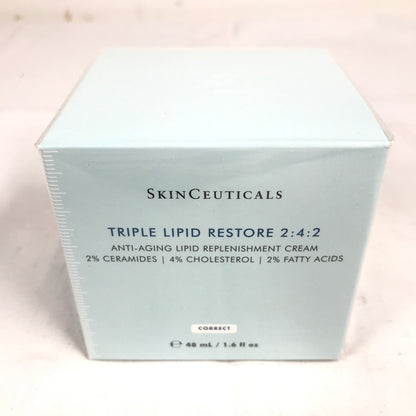 SKINCEUTICALS
TRIPLE LIPID RESTORE 2:4:2
ANTI-AGING LIPID REPLENISHMENT CREAM
2% CERAMIDES | 4% CHOLESTEROL | 2% FATTY ACIDS
CORRECT
℮ 48 mL / 1.6 fl oz